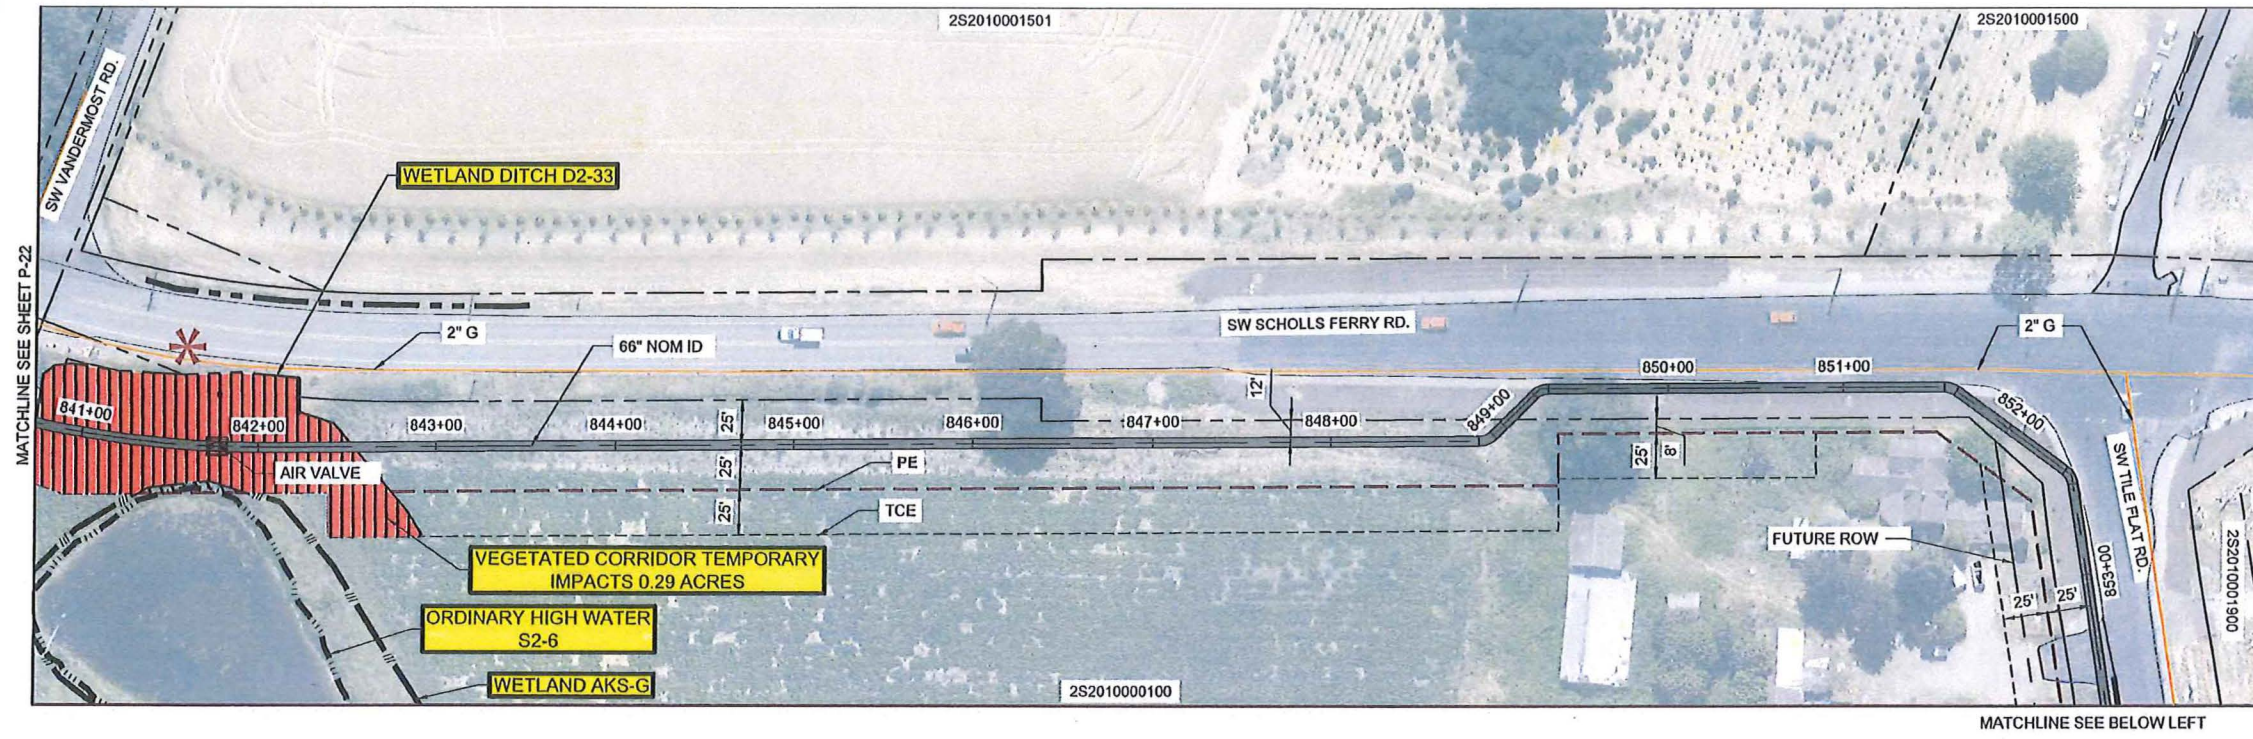 2S2010001501
2S2010001500
SW VANDERMOST RD.
WETLAND DITCH D2-33
MATCHLINE SEE SHEET P-22
2" G
66" NOM ID
SW SCHOLLS FERRY RD.
2" G
841+00
842+00
843+00
844+00
845+00
846+00
847+00
848+00
849+00
850+00
851+00
852+00
853+00
25'
25'
25'
12'
25'
8'
AIR VALVE
PE
TCE
VEGETATED CORRIDOR TEMPORARY
IMPACTS 0.29 ACRES
ORDINARY HIGH WATER
S2-6
WETLAND AKS-G
2S2010000100
FUTURE ROW
25'
25'
SW TILE FLAT RD.
2S2010001900
MATCHLINE SEE BELOW LEFT